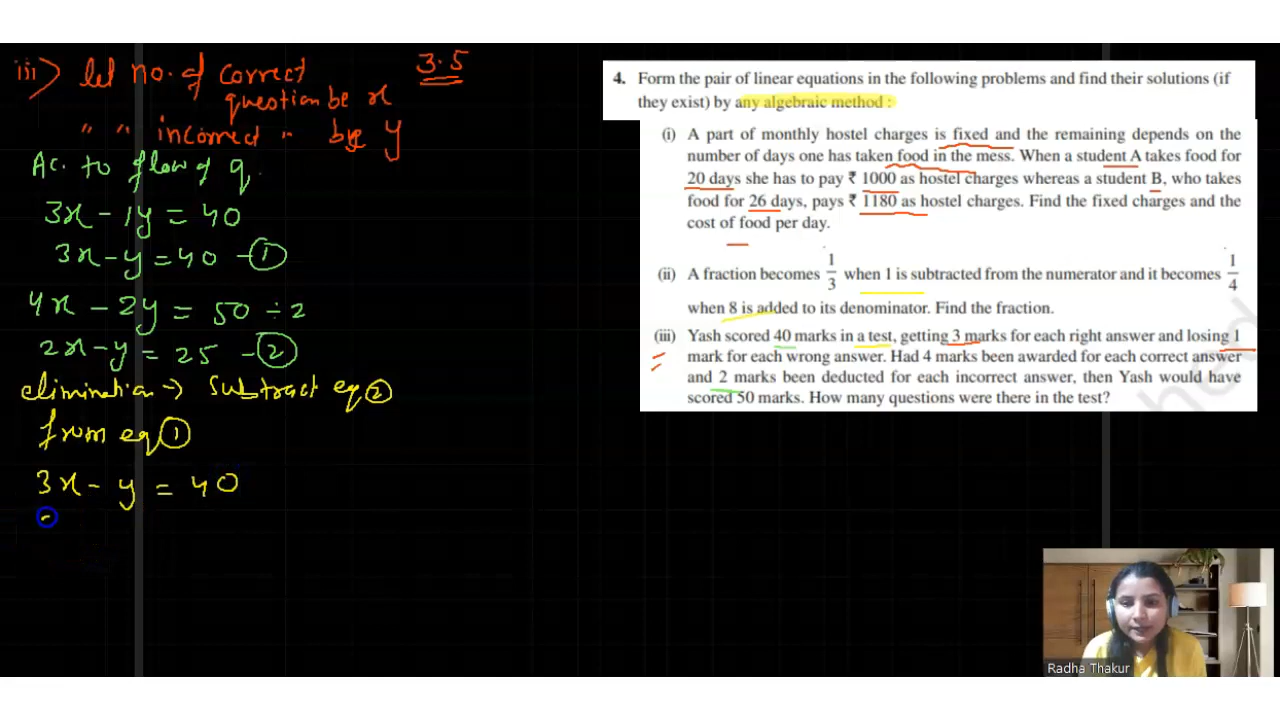 iii) let no. of correct
question be x
" " incorrect " be y
3.5
Ac. to flow of q.
3x - 1y = 40
3x - y = 40 - ①
4x - 2y = 50 ÷ 2
2x - y = 25 - ②
elimination → Subtract eq ②
from eq ①
3x - y = 40
4. Form the pair of linear equations in the following problems and find their solutions (if
they exist) by any algebraic method :
(i) A part of monthly hostel charges is fixed and the remaining depends on the
number of days one has taken food in the mess. When a student A takes food for
20 days she has to pay ₹ 1000 as hostel charges whereas a student B, who takes
food for 26 days, pays ₹ 1180 as hostel charges. Find the fixed charges and the
cost of food per day.
(ii) A fraction becomes 1/3 when 1 is subtracted from the numerator and it becomes 1/4
when 8 is added to its denominator. Find the fraction.
(iii) Yash scored 40 marks in a test, getting 3 marks for each right answer and losing 1
mark for each wrong answer. Had 4 marks been awarded for each correct answer
and 2 marks been deducted for each incorrect answer, then Yash would have
scored 50 marks. How many questions were there in the test?
Radha Thakur